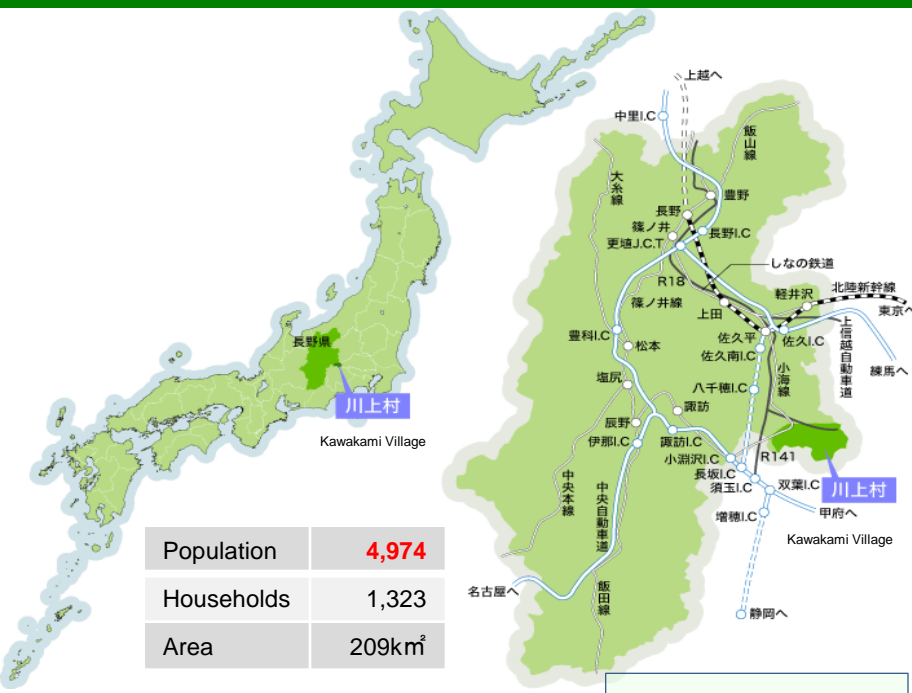 長野県
川上村
Kawakami Village
Population 4,974
Households 1,323
Area 209k㎡
上越へ
中里I.C
飯山線
大糸線
豊野
長野
篠ノ井
長野I.C
更埴J.C.T
しなの鉄道
R18
軽井沢
北陸新幹線
東京へ
篠ノ井線
上田
豊科I.C
松本
佐久平
佐久I.C
上信越自動車道
佐久南I.C
練馬へ
塩尻
八千穂I.C
小海線
諏訪
辰野
伊那I.C
諏訪I.C
小淵沢I.C
R141
長坂I.C
須玉I.C
双葉I.C
川上村
中央本線
中央自動車道
増穂I.C
甲府へ
Kawakami Village
名古屋へ
飯田線
静岡へ